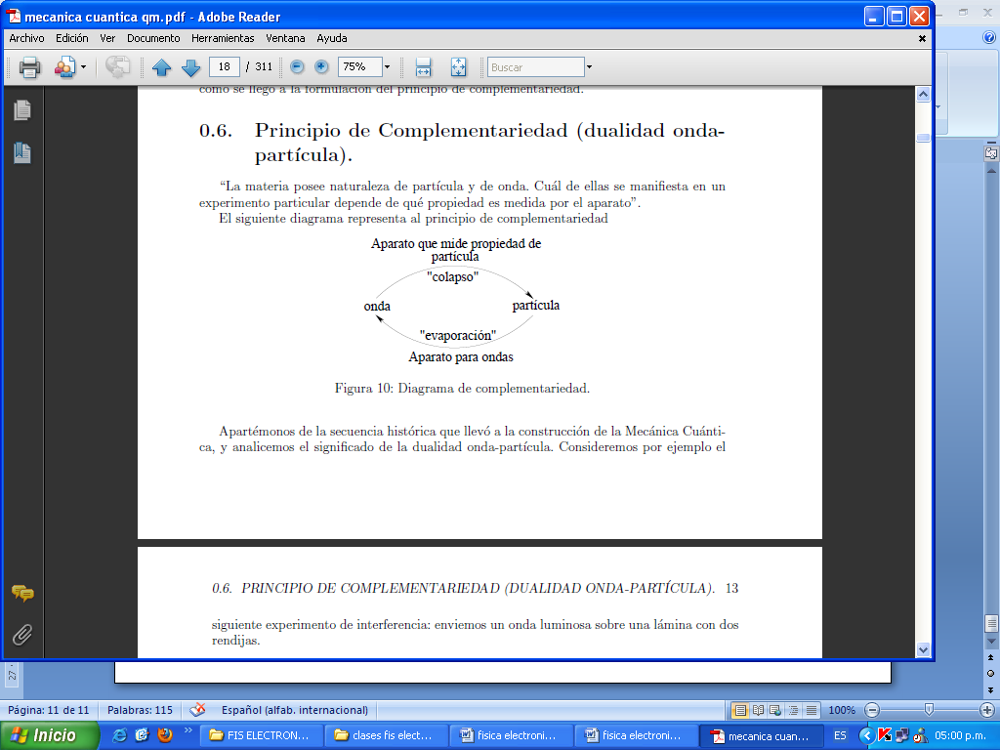 mecanica cuantica qm.pdf - Adobe Reader
Archivo Edición Ver Documento Herramientas Ventana Ayuda
18 / 311 75% Buscar
como se llegó a la formulación del principio de complementariedad.
0.6. Principio de Complementariedad (dualidad onda-
partícula).
“La materia posee naturaleza de partícula y de onda. Cuál de ellas se manifiesta en un
experimento particular depende de qué propiedad es medida por el aparato”.
El siguiente diagrama representa al principio de complementariedad
Aparato que mide propiedad de
partícula
"colapso"
onda partícula
"evaporación"
Aparato para ondas
Figura 10: Diagrama de complementariedad.
Apartémonos de la secuencia histórica que llevó a la construcción de la Mecánica Cuánti-
ca, y analicemos el significado de la dualidad onda-partícula. Consideremos por ejemplo el
0.6. PRINCIPIO DE COMPLEMENTARIEDAD (DUALIDAD ONDA-PARTÍCULA). 13
siguiente experimento de interferencia: enviemos un onda luminosa sobre una lámina con dos
rendijas.
27
Página: 11 de 11 Palabras: 115 Español (alfab. internacional) 100%
Inicio FIS ELECTRON... clases fis elect... fisica electroni... fisica electroni... mecanica cuan... ES 05:00 p.m.